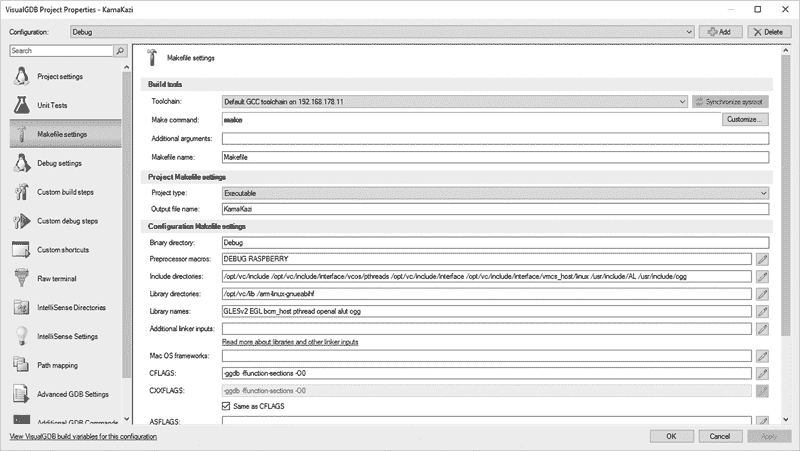 VisualGDB Project Properties - KamaKazi
Configuration: Debug Add Delete
Search
Project settings
Unit Tests
Makefile settings
Debug settings
Custom build steps
Custom debug steps
Custom shortcuts
Raw terminal
IntelliSense Directories
IntelliSense Settings
Path mapping
Advanced GDB Settings
Additional GDB Commands
Makefile settings
Build tools
Toolchain: Default GCC toolchain on 192.168.178.11 Synchronize sysroot
Make command: make Customize...
Additional arguments:
Makefile name: Makefile
Project Makefile settings
Project type: Executable
Output file name: KamaKazi
Configuration Makefile settings
Binary directory: Debug
Preprocessor macros: DEBUG RASPBERRY
Include directories: /opt/vc/include /opt/vc/include/interface/vcos/pthreads /opt/vc/include/interface /opt/vc/include/interface/vmcs_host/linux /usr/include/AL /usr/include/ogg
Library directories: /opt/vc/lib /arm-linux-gnueabihf
Library names: GLESv2 EGL bcm_host pthread openal alut ogg
Additional linker inputs:
Read more about libraries and other linker inputs
Mac OS frameworks:
CFLAGS: -ggdb -ffunction-sections -O0
CXXFLAGS: -ggdb -ffunction-sections -O0
Same as CFLAGS
ASFLAGS:
View VisualGDB build variables for this configuration
OK Cancel Apply